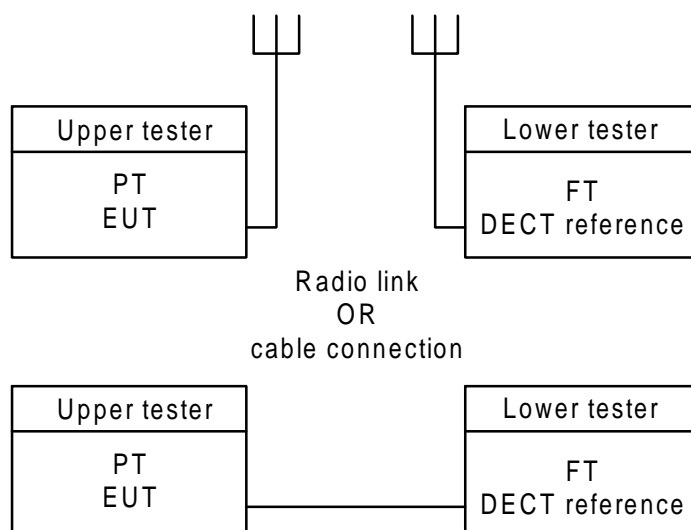 Upper tester
PT
EUT
Lower tester
FT
DECT reference
Radio link
OR
cable connection
Upper tester
PT
EUT
Lower tester
FT
DECT reference